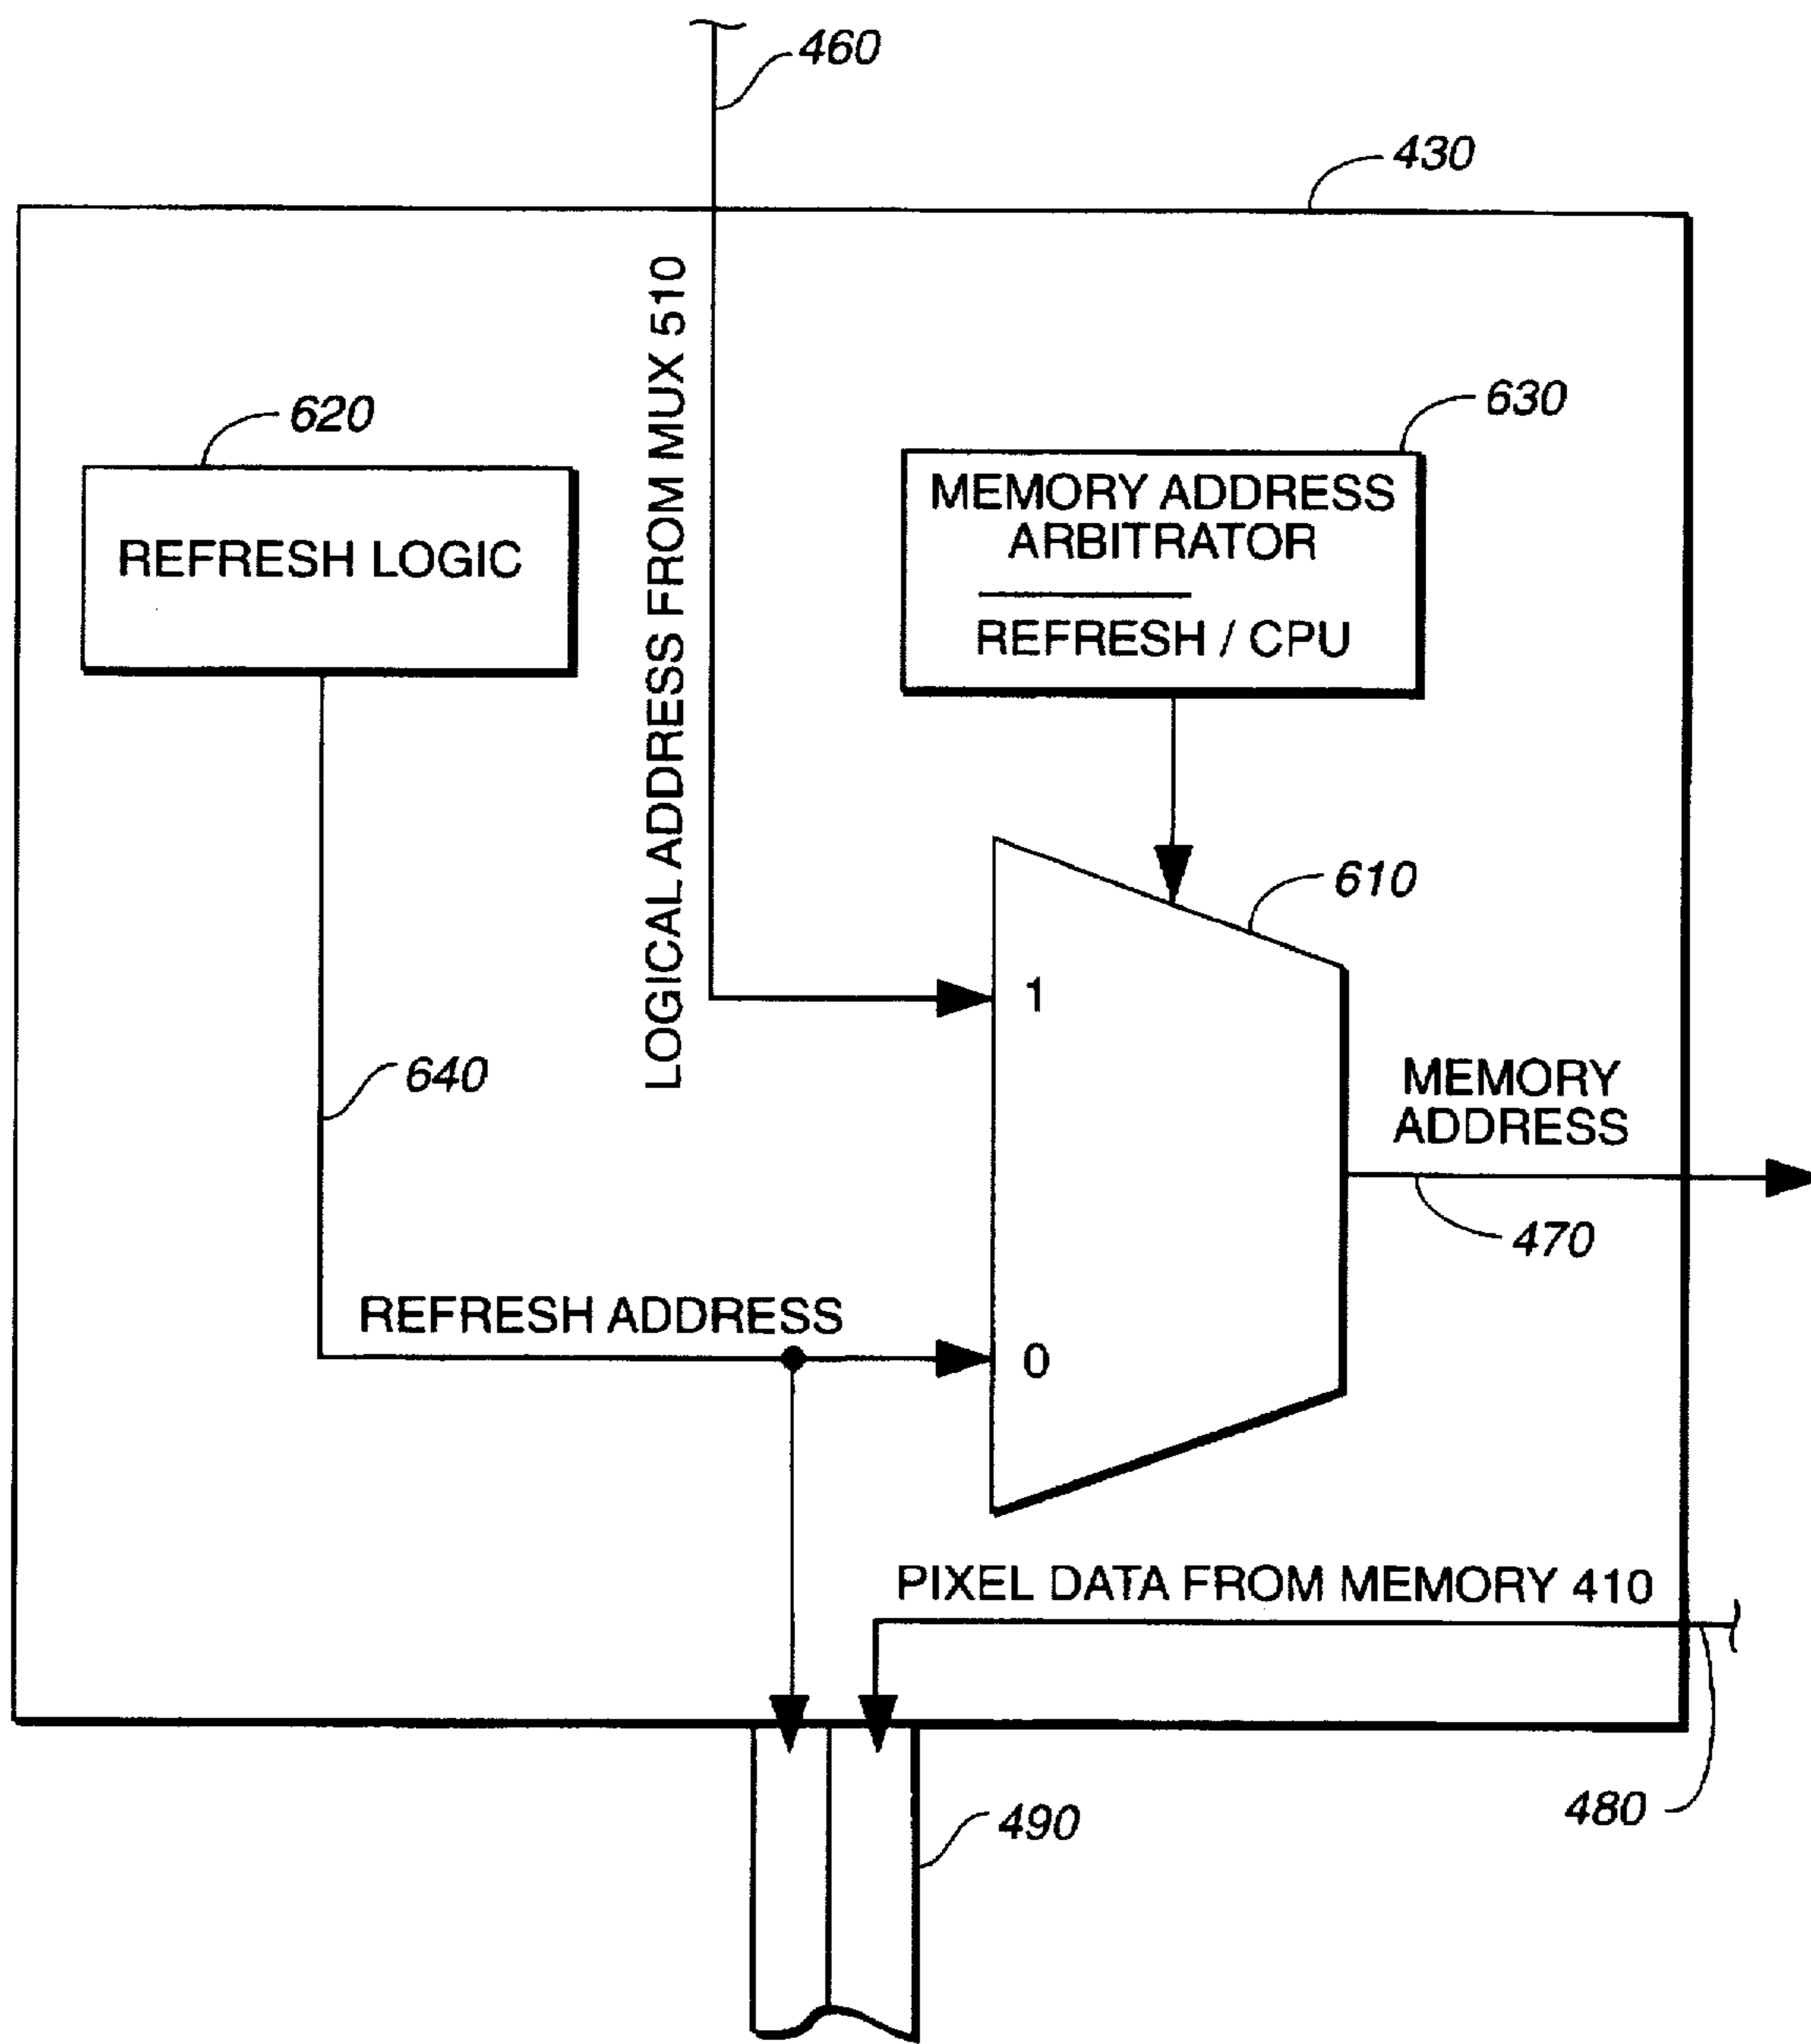 460
430
LOGICAL ADDRESS FROM MUX 510
620
630
REFRESH LOGIC
MEMORY ADDRESS
ARBITRATOR
REFRESH / CPU
610
1
640
MEMORY
ADDRESS
470
REFRESH ADDRESS
0
PIXEL DATA FROM MEMORY 410
480
490